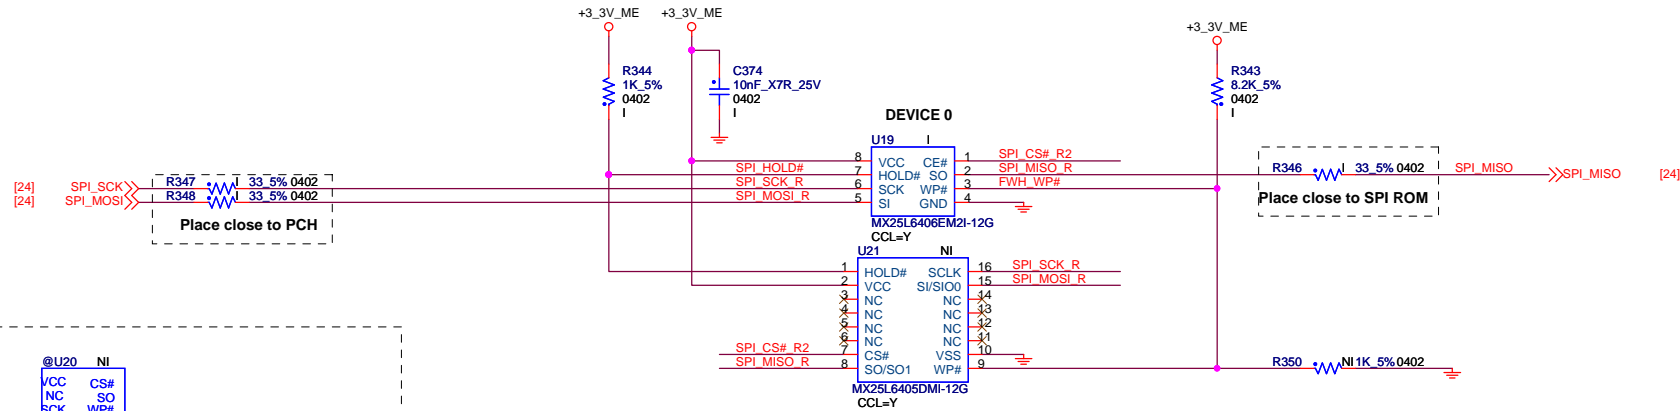 +3_3V_ME
+3_3V_ME
R344
1K_5%
0402
I
C374
10nF_X7R_25V
0402
I
+3_3V_ME
R343
8.2K_5%
0402
I
DEVICE 0
U19 I
8 VCC CE# 1 SPI_CS#_R2
SPI_HOLD# 7 HOLD# SO 2 SPI_MISO_R
SPI_SCK_R 6 SCK WP# 3 FWH_WP#
SPI_MOSI_R 5 SI GND 4
MX25L6406EM2I-12G
CCL=Y
[24] SPI_SCK R347 I 33_5% 0402
[24] SPI_MOSI R348 I 33_5% 0402
Place close to PCH
R346 I 33_5% 0402 SPI_MISO SPI_MISO [24]
Place close to SPI ROM
U21 NI
1 HOLD# SCLK 16 SPI_SCK_R
2 VCC SI/SIO0 15 SPI_MOSI_R
3 NC NC 14
4 NC NC 13
5 NC NC 12
6 NC NC 11
SPI_CS#_R2 7 CS# VSS 10
SPI_MISO_R 8 SO/SO1 WP# 9
MX25L6405DMI-12G
CCL=Y
R350 NI 1K_5% 0402
@U20 NI
VCC CS#
NC SO
SCK WP#